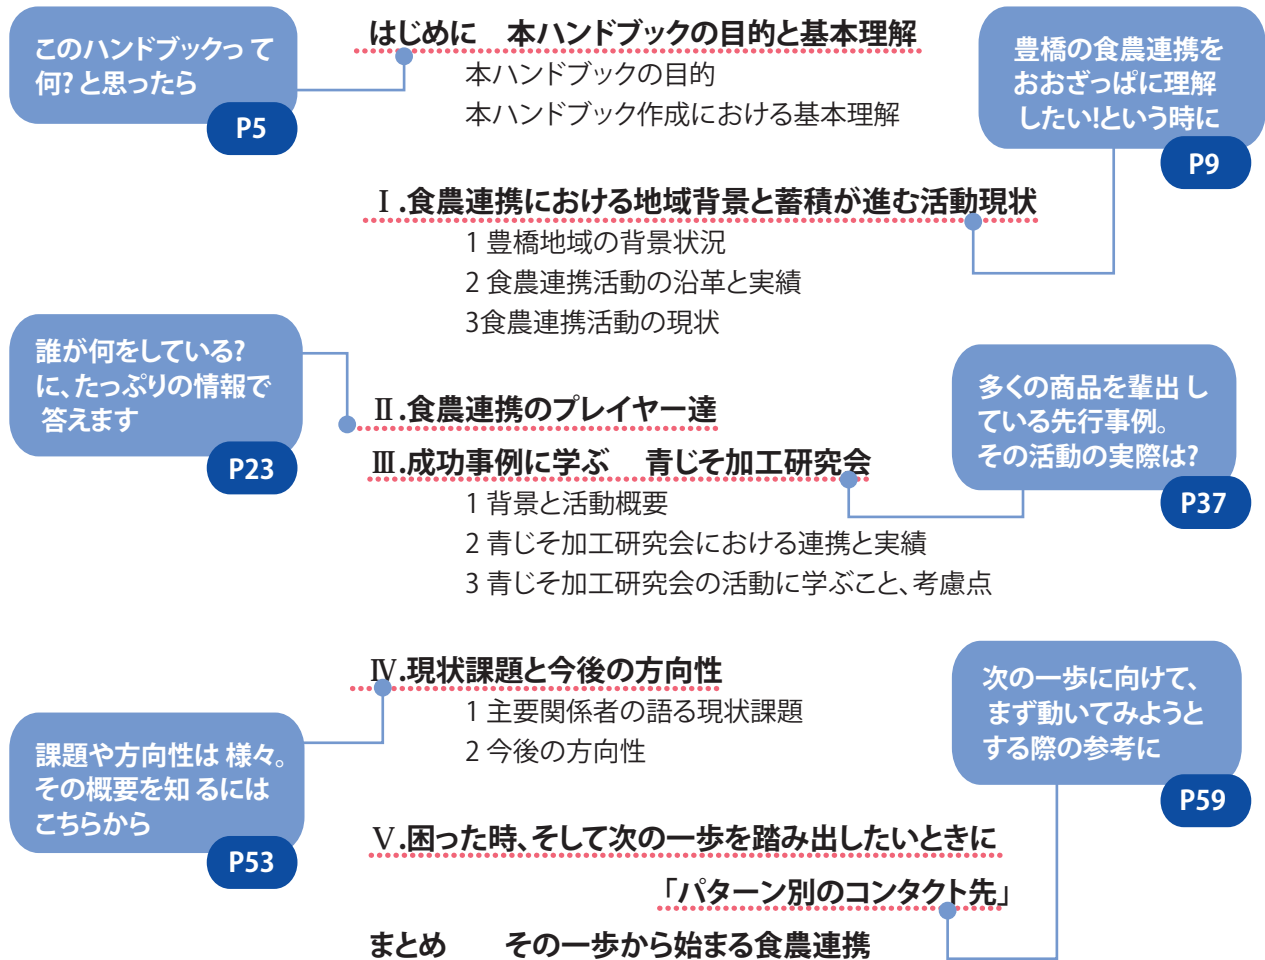 このハンドブックって
何?と思ったら
P5
はじめに　本ハンドブックの目的と基本理解
本ハンドブックの目的
本ハンドブック作成における基本理解
豊橋の食農連携を
おおざっぱに理解
したい!という時に
P9
Ⅰ.食農連携における地域背景と蓄積が進む活動現状
1 豊橋地域の背景状況
2 食農連携活動の沿革と実績
3食農連携活動の現状
誰が何をしている?
に、たっぷりの情報で
答えます
P23
Ⅱ.食農連携のプレイヤー達
多くの商品を輩出し
ている先行事例。
その活動の実際は?
P37
Ⅲ.成功事例に学ぶ　青じそ加工研究会
1 背景と活動概要
2 青じそ加工研究会における連携と実績
3 青じそ加工研究会の活動に学ぶこと、考慮点
Ⅳ.現状課題と今後の方向性
1 主要関係者の語る現状課題
2 今後の方向性
課題や方向性は 様々。
その概要を知 るには
こちらから
P53
次の一歩に向けて、
まず動いてみようと
する際の参考に
P59
Ⅴ.困った時、そして次の一歩を踏み出したいときに
「パターン別のコンタクト先」
まとめ　　その一歩から始まる食農連携